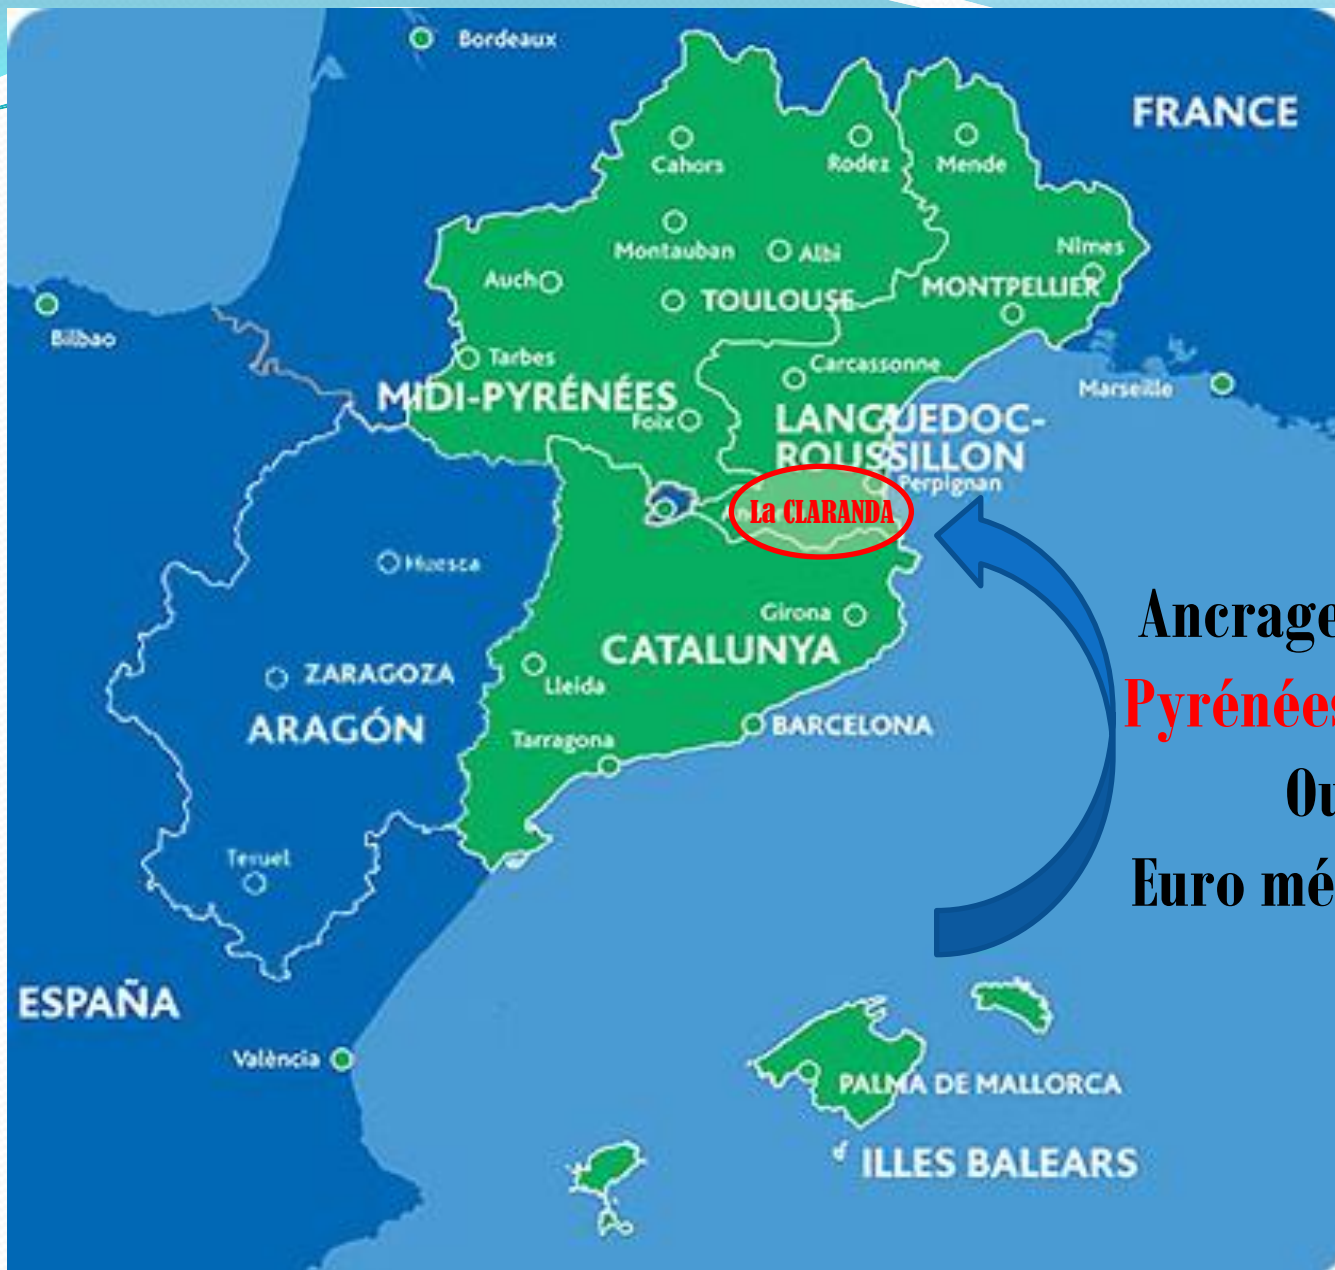 Bordeaux
FRANCE
Cahors
Rodez
Mende
Montauban
Albi
Nîmes
Auch
TOULOUSE
MONTPELLIER
Bilbao
Tarbes
Carcassonne
Marseille
MIDI-PYRÉNÉES
Foix
LANGUEDOC-
ROUSSILLON
Perpignan
La CLARANDA
Huesca
Girona
Ancrage
CATALUNYA
ZARAGOZA
Lleida
Pyrénées
ARAGÓN
BARCELONA
Tarragona
Ou
Teruel
Euro mé
ESPAÑA
València
PALMA DE MALLORCA
ILLES BALEARS